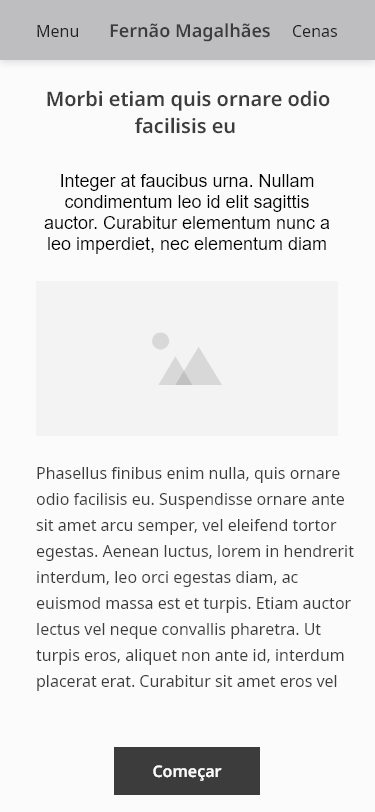 Menu Fernão Magalhães Cenas
Morbi etiam quis ornare odio
facilisis eu
Integer at faucibus urna. Nullam
condimentum leo id elit sagittis
auctor. Curabitur elementum nunc a
leo imperdiet, nec elementum diam
Phasellus finibus enim nulla, quis ornare
odio facilisis eu. Suspendisse ornare ante
sit amet arcu semper, vel eleifend tortor
egestas. Aenean luctus, lorem in hendrerit
interdum, leo orci egestas diam, ac
euismod massa est et turpis. Etiam auctor
lectus vel neque convallis pharetra. Ut
turpis eros, aliquet non ante id, interdum
placerat erat. Curabitur sit amet eros vel
Começar